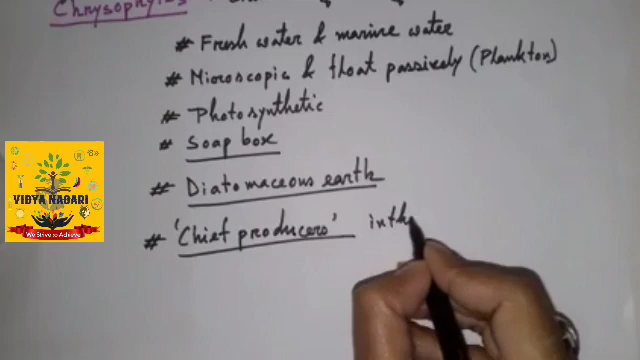 Chrysophytes
# Fresh water & marine water
# Microscopic & float passively (Plankton)
# Photosynthetic
# Soap box
# Diatomaceous earth
# 'Chief producers' in the
VIDYA NAGARI
We Strive to Achieve